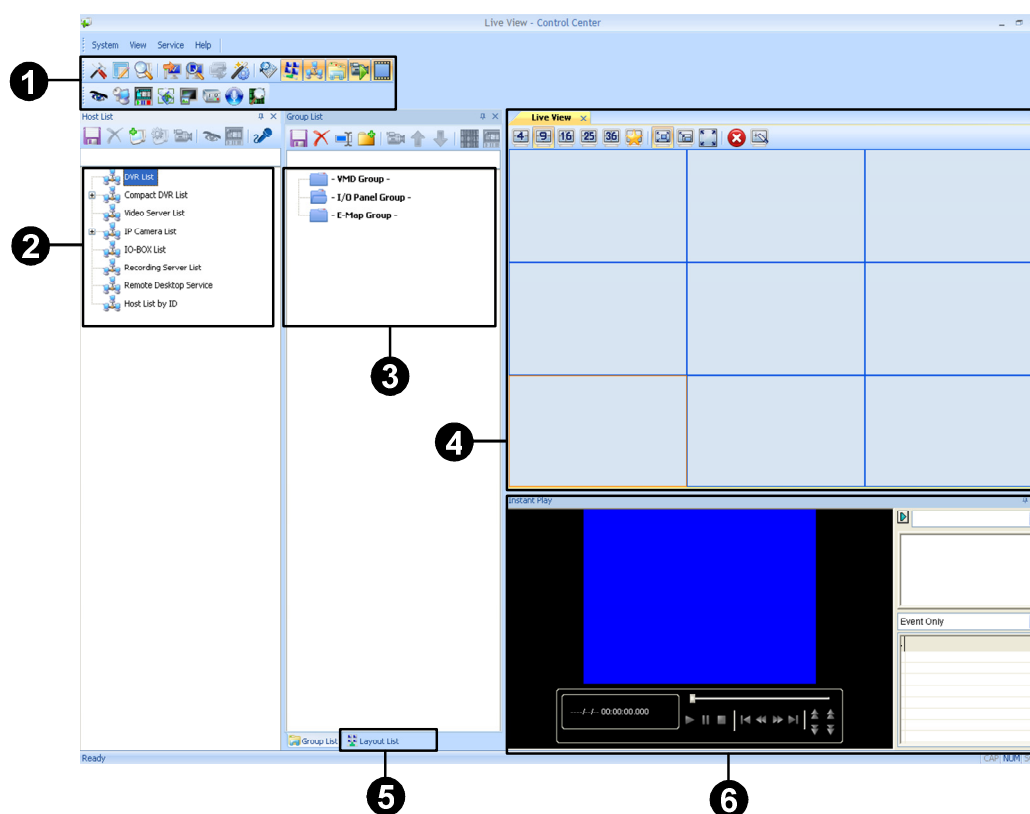 Live View - Control Center
System View Service Help
1
Host List
Group List
Live View
4 9 16 25 36
DVR List
Compact DVR List
Video Server List
IP Camera List
IO-BOX List
Recording Server List
Remote Desktop Service
Host List by ID
2
- VMD Group -
- I/O Panel Group -
- E-Map Group -
3
4
Instant Play
Event Only
----/--/-- 00:00:00.000
Group List
Layout List
Ready
CAP NUM
5
6